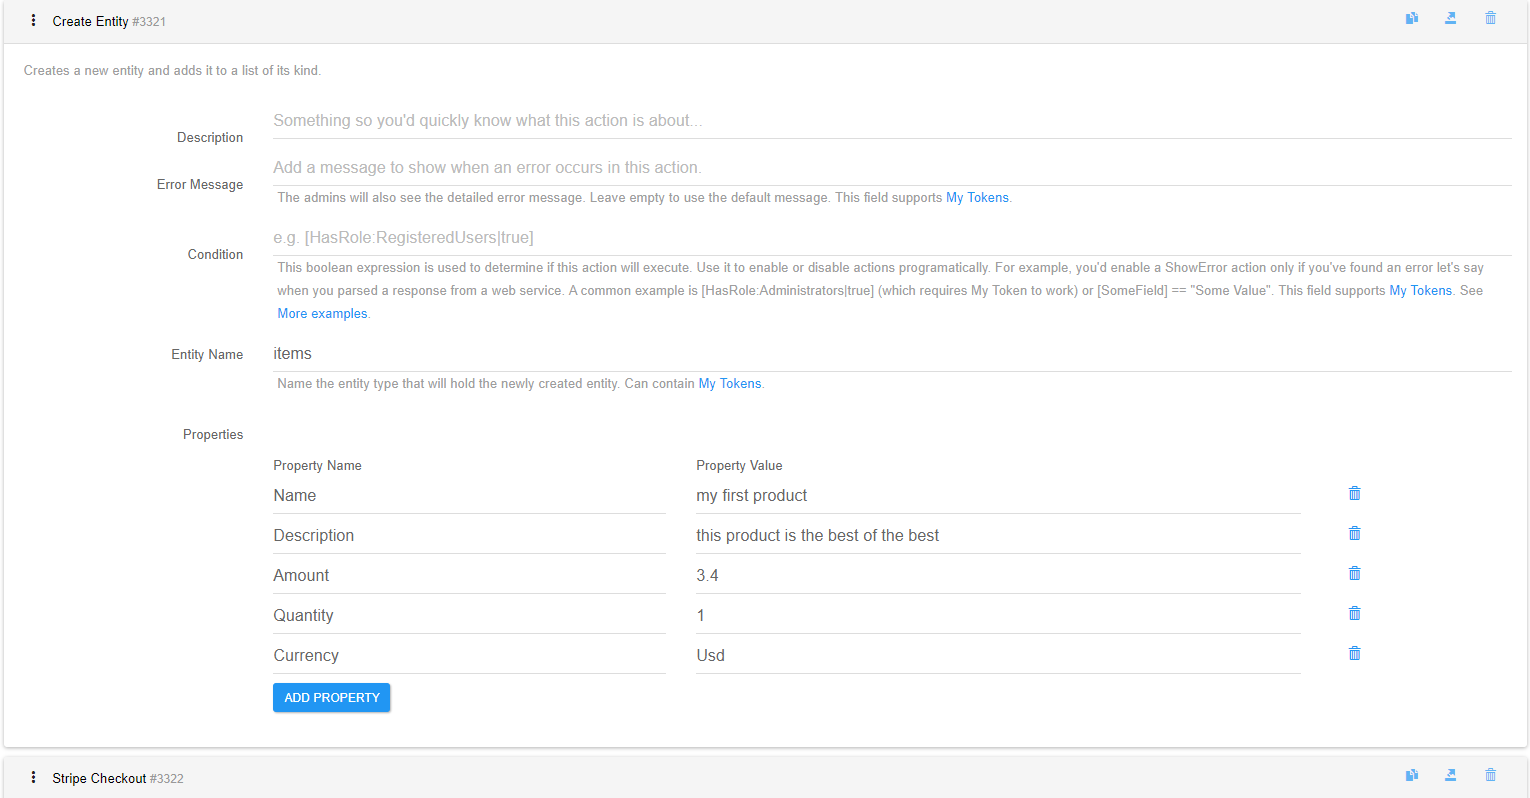 Create Entity #3321
Creates a new entity and adds it to a list of its kind.
Something so you'd quickly know what this action is about...
Description
Add a message to show when an error occurs in this action.
Error Message
The admins will also see the detailed error message. Leave empty to use the default message. This field supports My Tokens.
e.g. [HasRole:RegisteredUsers|true]
Condition
This boolean expression is used to determine if this action will execute. Use it to enable or disable actions programatically. For example, you'd enable a ShowError action only if you've found an error let's say
when you parsed a response from a web service. A common example is [HasRole:Administrators|true] (which requires My Token to work) or [SomeField] == "Some Value". This field supports My Tokens. See
More examples.
Entity Name items
Name the entity type that will hold the newly created entity. Can contain My Tokens.
Properties
Property Name Property Value
Name my first product
Description this product is the best of the best
Amount 3.4
Quantity 1
Currency Usd
ADD PROPERTY
Stripe Checkout #3322